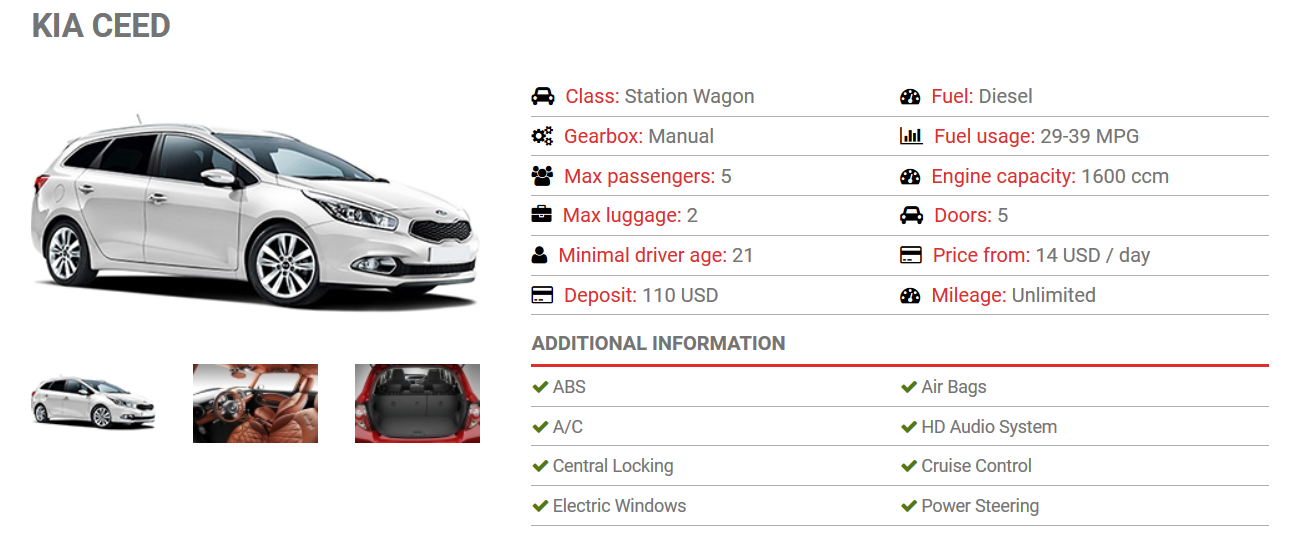 KIA CEED
Class: Station Wagon
Fuel: Diesel
Gearbox: Manual
Fuel usage: 29-39 MPG
Max passengers: 5
Engine capacity: 1600 ccm
Max luggage: 2
Doors: 5
Minimal driver age: 21
Price from: 14 USD / day
Deposit: 110 USD
Mileage: Unlimited
ADDITIONAL INFORMATION
ABS
Air Bags
A/C
HD Audio System
Central Locking
Cruise Control
Electric Windows
Power Steering